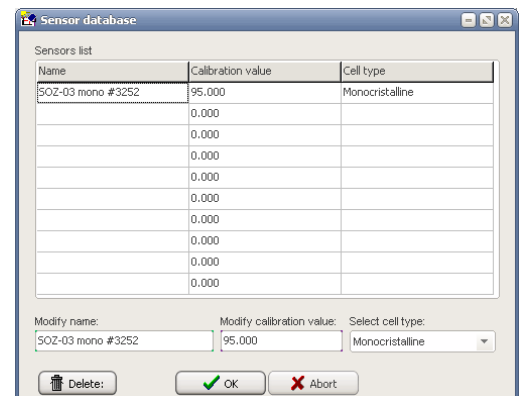 Sensor database
Sensors list
Name Calibration value Cell type
SOZ-03 mono #3252 95.000 Monocristalline
0.000
0.000
0.000
0.000
0.000
0.000
0.000
0.000
0.000
Modify name: Modify calibration value: Select cell type:
SOZ-03 mono #3252 95.000 Monocristalline
Delete: OK Abort